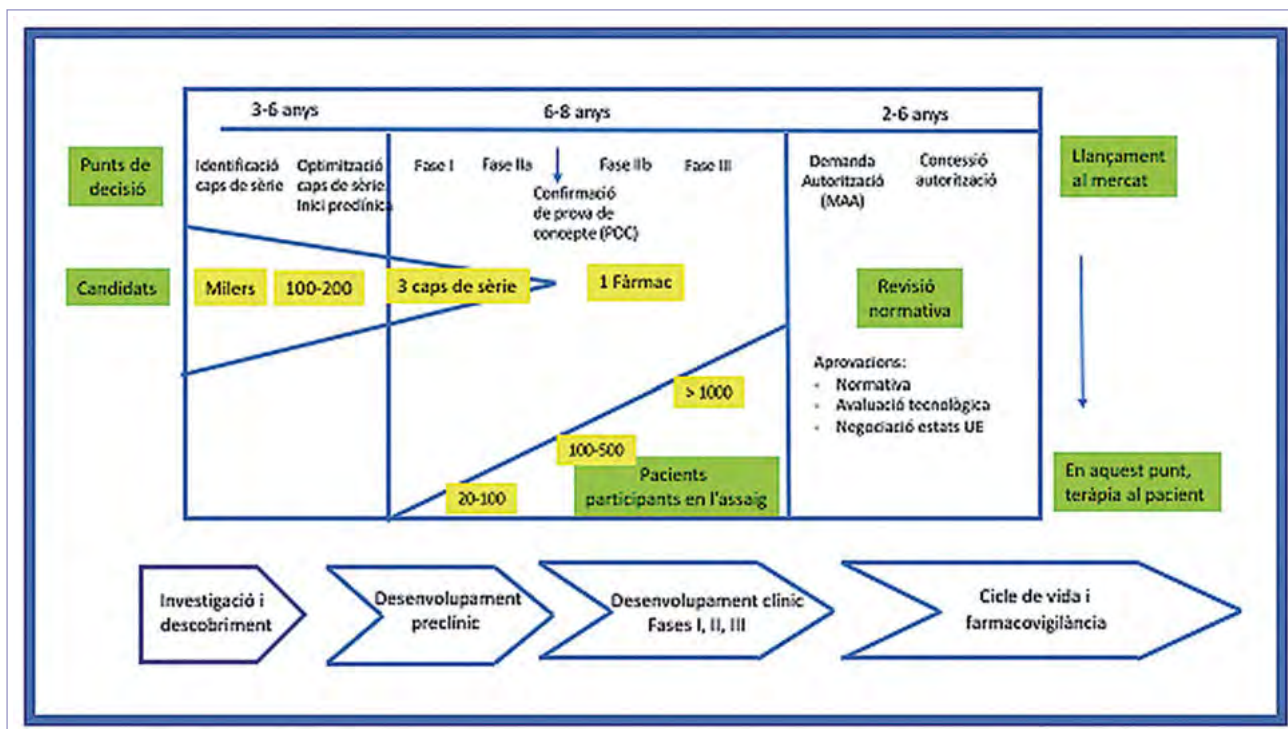 3-6 anys
6-8 anys
2-6 anys
Punts de
decisió
Identificació
caps de sèrie
Optimització
caps de sèrie.
Inici preclínica
Fase I
Fase IIa
Fase IIb
Fase III
Confirmació
de prova de
concepte (POC)
Demanda
Autorització
(MAA)
Concessió
autorització
Llançament
al mercat
Candidats
Milers
100-200
3 caps de sèrie
1 Fàrmac
Revisió
normativa
Aprovacions:
- Normativa
- Avaluació tecnològica
- Negociació estats UE
> 1000
100-500
20-100
Pacients
participants en l'assaig
En aquest punt,
teràpia al pacient
Investigació i
descobriment
Desenvolupament
preclínic
Desenvolupament clínic
Fases I, II, III
Cicle de vida i
farmacovigilància